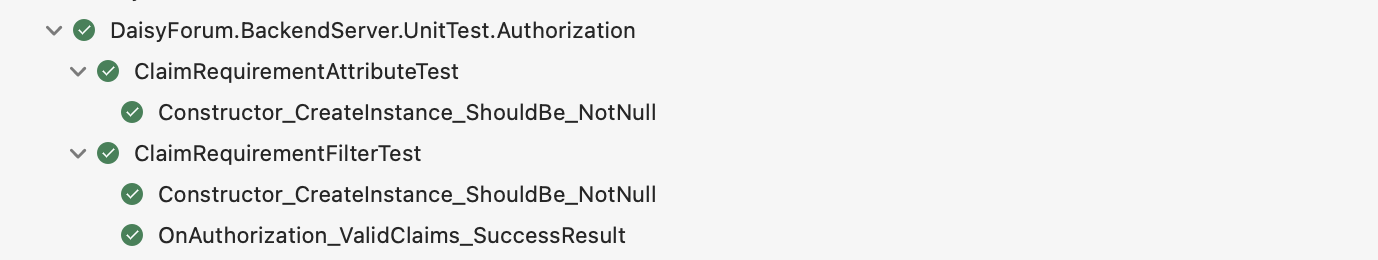 DaisyForum.BackendServer.UnitTest.Authorization
ClaimRequirementAttributeTest
Constructor_CreateInstance_ShouldBe_NotNull
ClaimRequirementFilterTest
Constructor_CreateInstance_ShouldBe_NotNull
OnAuthorization_ValidClaims_SuccessResult